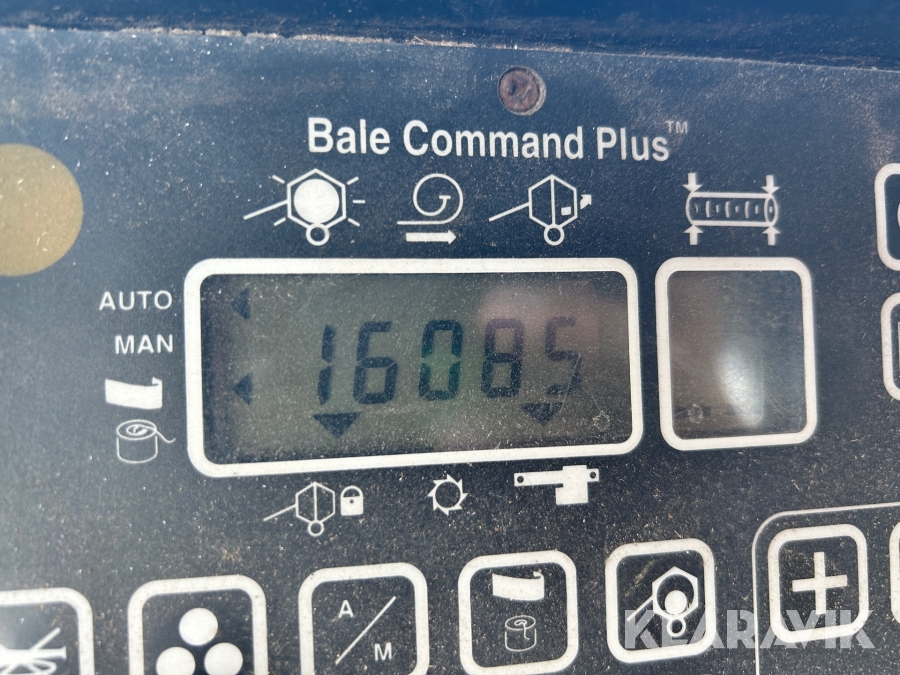 Bale Command Plus™
AUTO
MAN
16085
A/M
+
KLARAVIK